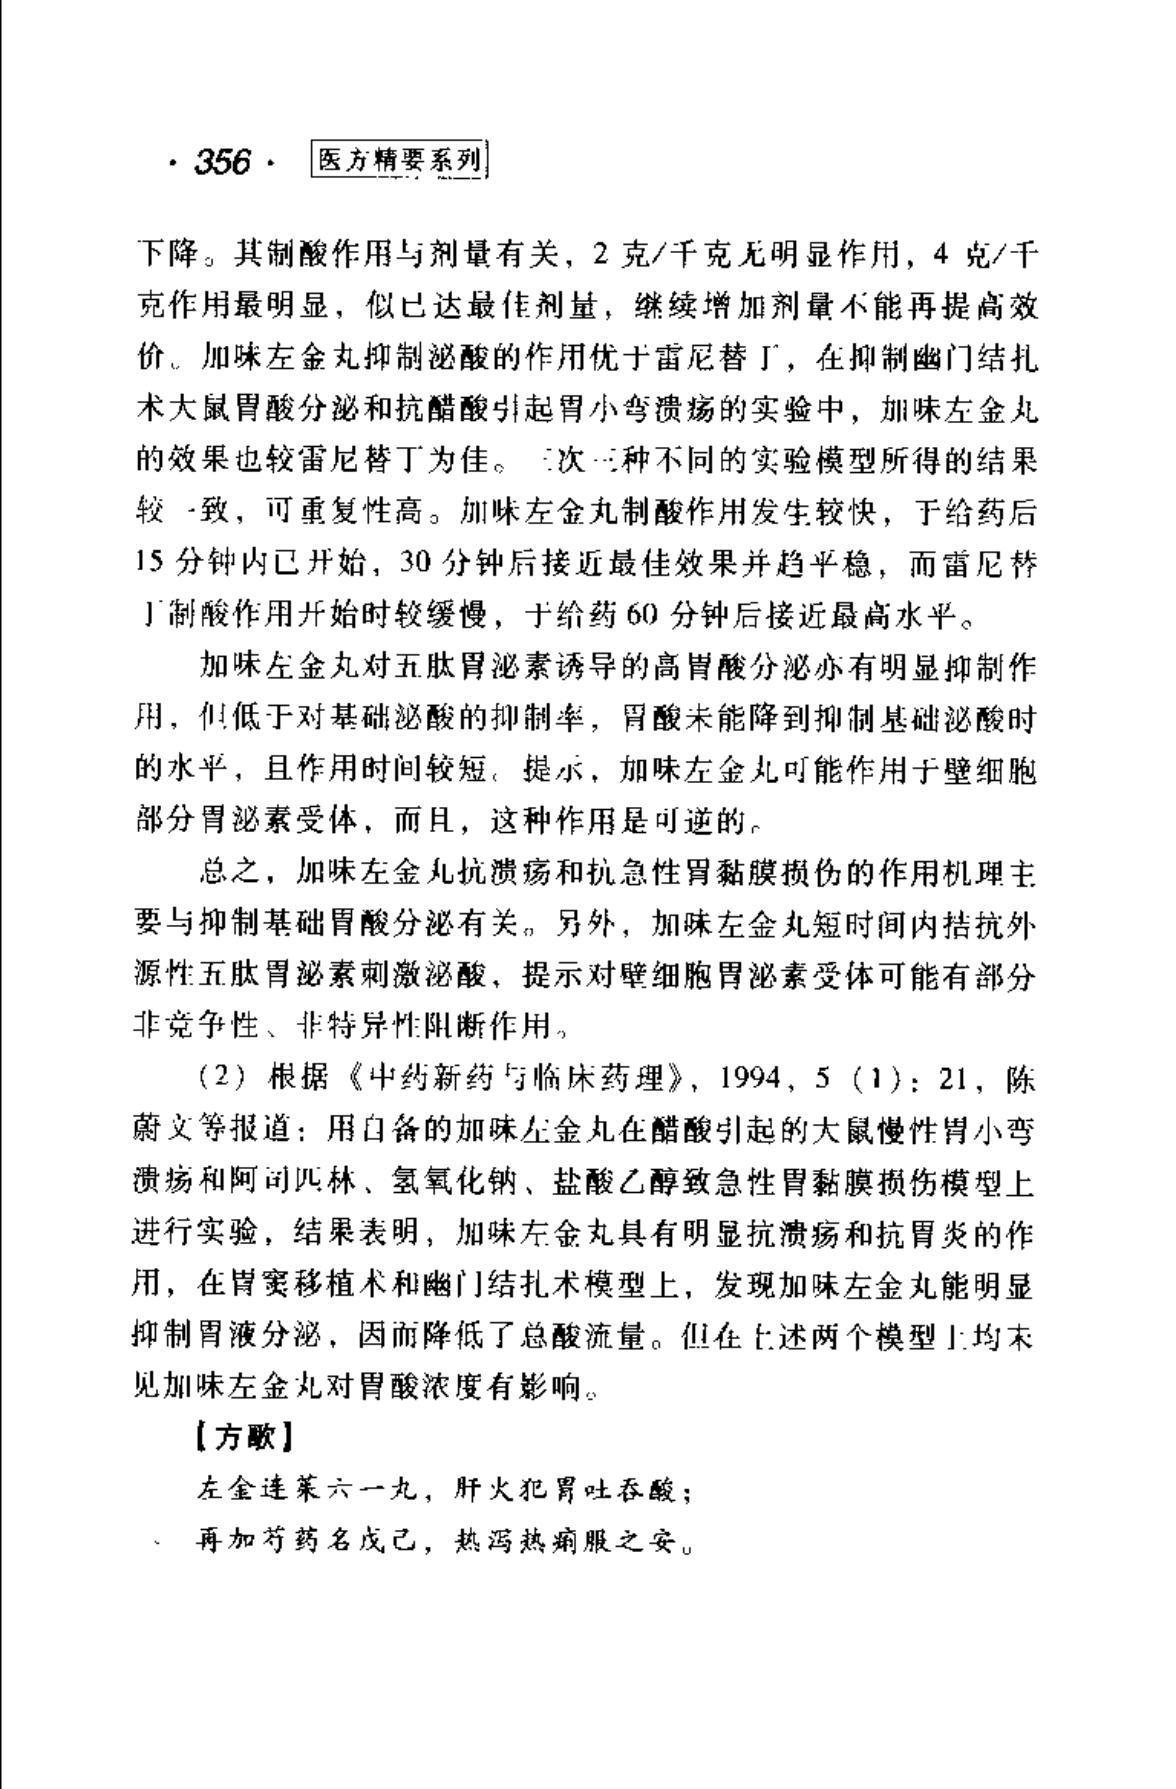 · 356 · 医方精要系列
下降。其制酸作用与剂量有关，2 克/千克无明显作用，4 克/千
克作用最明显，似已达最佳剂量，继续增加剂量不能再提高效
价。加味左金丸抑制泌酸的作用优于雷尼替丁，在抑制幽门结扎
术大鼠胃酸分泌和抗醋酸引起胃小弯溃疡的实验中，加味左金丸
的效果也较雷尼替丁为佳。三次三种不同的实验模型所得的结果
较一致，可重复性高。加味左金丸制酸作用发生较快，于给药后
15 分钟内已开始，30 分钟后接近最佳效果并趋平稳，而雷尼替
丁制酸作用开始时较缓慢，于给药 60 分钟后接近最高水平。
加味左金丸对五肽胃泌素诱导的高胃酸分泌亦有明显抑制作
用，但低于对基础泌酸的抑制率，胃酸未能降到抑制基础泌酸时
的水平，且作用时间较短。提示，加味左金丸可能作用于壁细胞
部分胃泌素受体，而且，这种作用是可逆的。
总之，加味左金丸抗溃疡和抗急性胃黏膜损伤的作用机理主
要与抑制基础胃酸分泌有关。另外，加味左金丸短时间内拮抗外
源性五肽胃泌素刺激泌酸，提示对壁细胞胃泌素受体可能有部分
非竞争性、非特异性阻断作用。
（2）根据《中药新药与临床药理》，1994，5（1）：21，陈
蔚文等报道：用自备的加味左金丸在醋酸引起的大鼠慢性胃小弯
溃疡和阿司匹林、氢氧化钠、盐酸乙醇致急性胃黏膜损伤模型上
进行实验，结果表明，加味左金丸具有明显抗溃疡和抗胃炎的作
用，在胃窦移植术和幽门结扎术模型上，发现加味左金丸能明显
抑制胃液分泌，因而降低了总酸流量。但在上述两个模型上均未
见加味左金丸对胃酸浓度有影响。
【方歌】
左金连茱六一丸，肝火犯胃吐吞酸；
再加芍药名戊己，热泻热痢服之安。